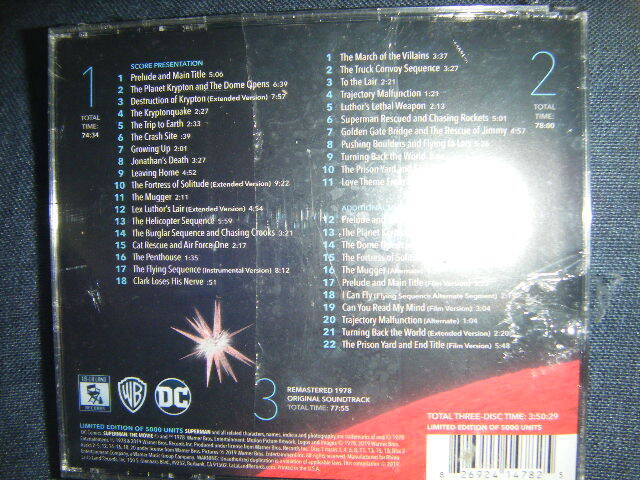 1
TOTAL
TIME:
74:34
SCORE PRESENTATION
1 Prelude and Main Title 5:06
2 The Planet Krypton and The Dome Opens 6:39
3 Destruction of Krypton (Extended Version) 7:57
4 The Kryptonquake 2:27
5 The Trip to Earth 2:33
6 The Crash Site :39
7 Growing Up 2:01
8 Jonathan's Death 3:27
9 Leaving Home 4:52
10 The Fortress of Solitude (Extended Version) 9:22
11 The Mugger 2:10
12 Lex Luthor's Lair (Extended Version) 4:54
13 The Helicopter Sequence 5:59
14 The Burglar Sequence and Chasing Crooks 3:21
15 Cat Rescue and Air Force One 2:17
16 The Penthouse 1:35
17 The Flying Sequence (Instrumental Version) 8:12
18 Clark Loses His Nerve :51
2
TOTAL
TIME:
78:00
1 The March of the Villains 3:37
2 The Truck Convoy Sequence 3:27
3 To the Lair 2:21
4 Trajectory Malfunction 1:21
5 Luthor's Lethal Weapon 2:13
6 Superman Rescued and Chasing Rockets 5:01
7 Golden Gate Bridge and The Rescue of Jimmy 4:57
8 Pushing Boulders and Flying to Lois
9 Turning Back the World
10 The Prison Yard and
11 Love Theme From
ADDITIONAL
12 Prelude and
13 The Planet
14 The Dome
15 The Fortress of
16 The Mugger (Alternate)
17 Prelude and Main Title (Film
18 I Can Fly (Flying Sequence Alternate Segment)
19 Can You Read My Mind (Film Version) 3:04
20 Trajectory Malfunction (Alternate) 1:04
21 Turning Back the World (Extended Version) 2:20
22 The Prison Yard and End Title (Film Version) 5:48
3
REMASTERED 1978
ORIGINAL SOUNDTRACK
TOTAL TIME: 77:55
RECORDS
WB
DC
LIMITED EDITION OF 5000 UNITS
TOTAL THREE-DISC TIME: 3:50:29
LIMITED EDITION OF 5000 UNITS
8 26924 14782 5